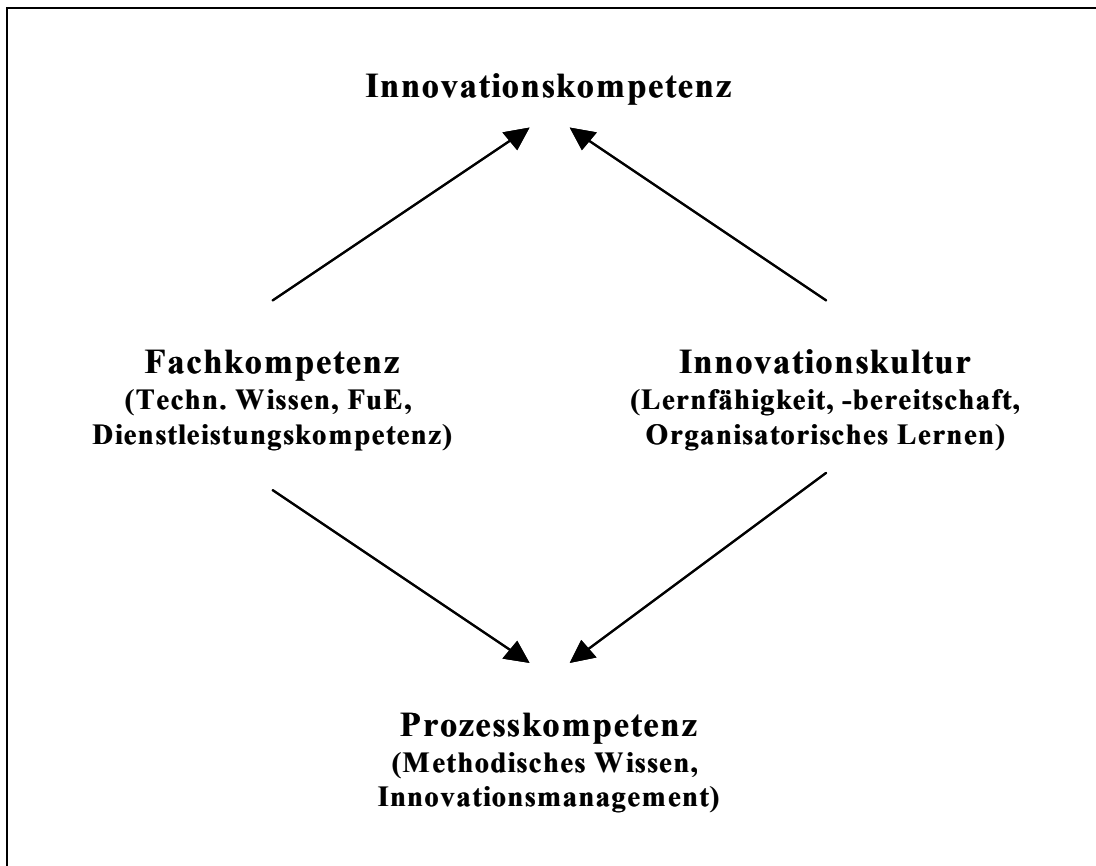 Innovationskompetenz
Fachkompetenz
(Techn. Wissen, FuE,
Dienstleistungskompetenz)
Innovationskultur
(Lernfähigkeit, -bereitschaft,
Organisatorisches Lernen)
Prozesskompetenz
(Methodisches Wissen,
Innovationsmanagement)